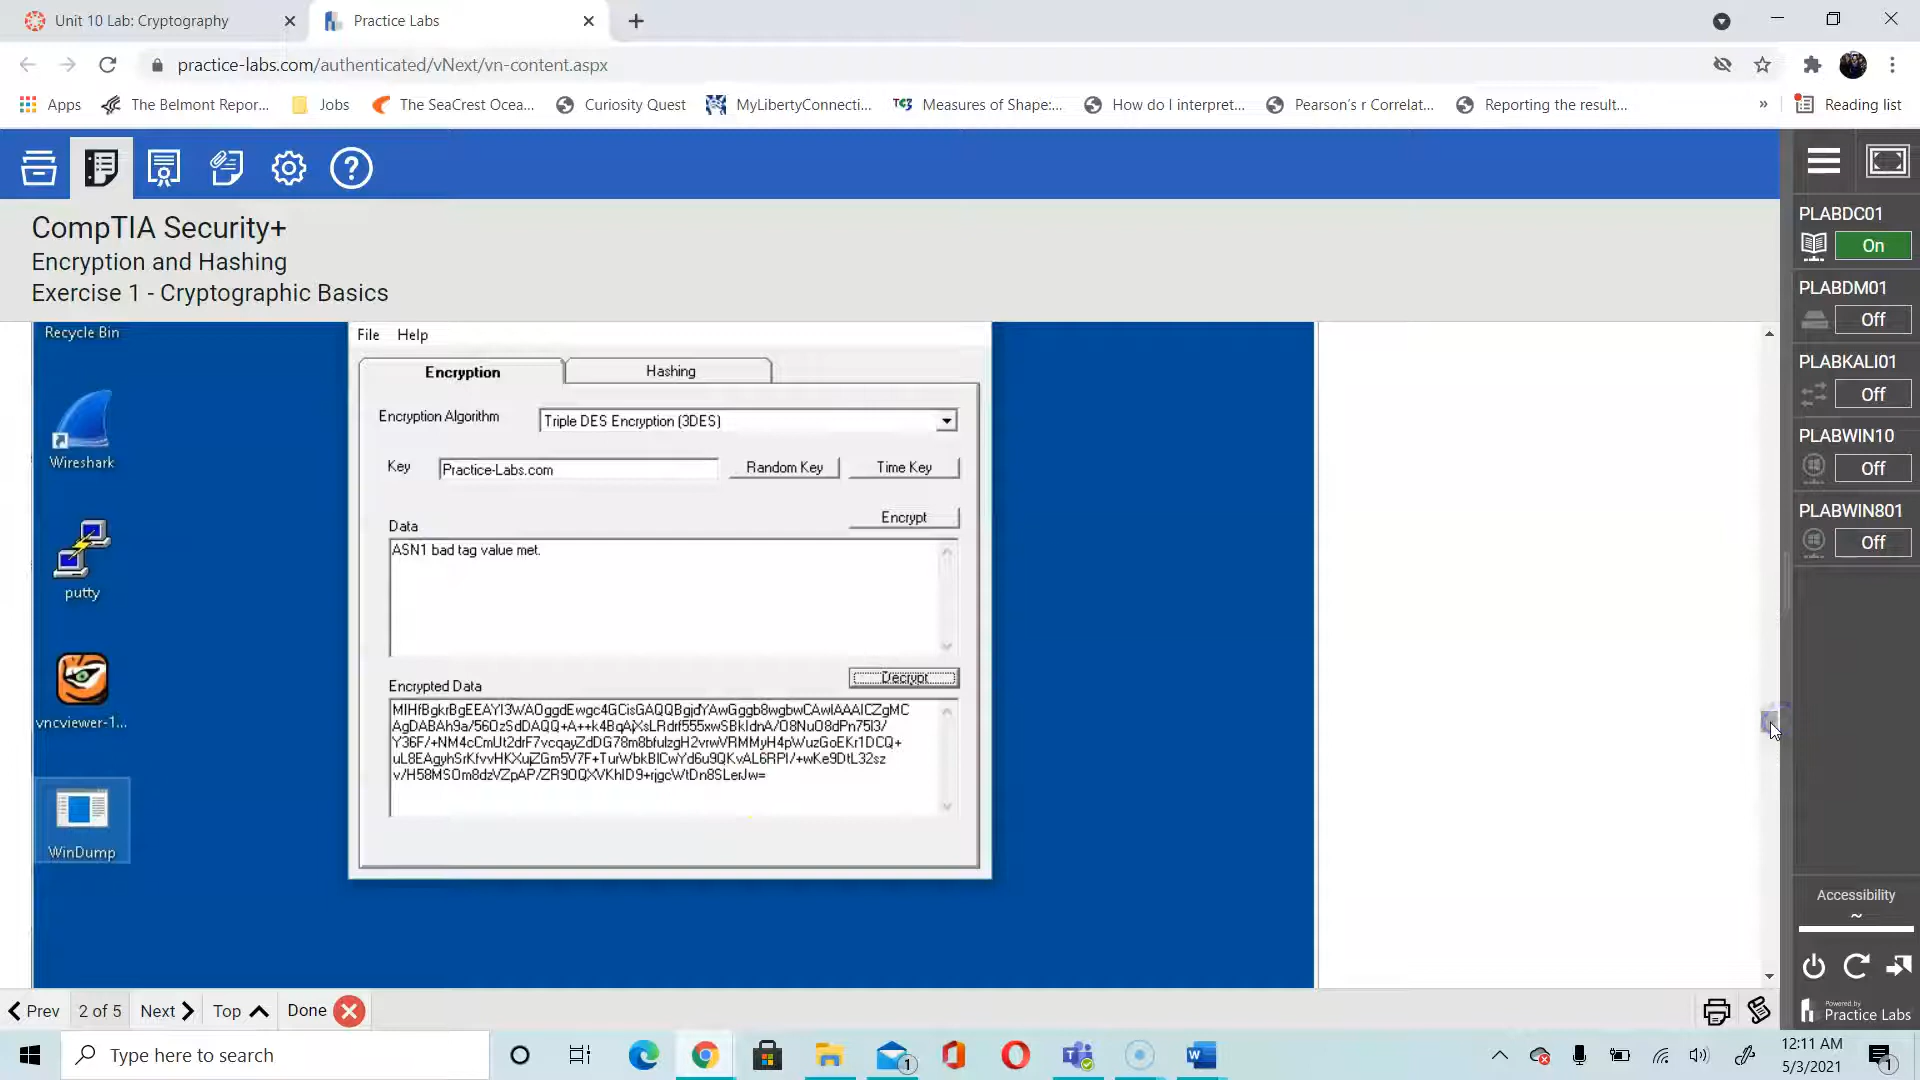 Unit 10 Lab: Cryptography
Practice Labs
practice-labs.com/authenticated/vNext/vn-content.aspx
Apps
The Belmont Repor...
Jobs
The SeaCrest Ocea...
Curiosity Quest
MyLibertyConnecti...
TC3
Measures of Shape:...
How do I interpret...
Pearson's r Correlat...
Reporting the result...
»
Reading list
CompTIA Security+
Encryption and Hashing
Exercise 1 - Cryptographic Basics
PLABDC01
On
PLABDM01
Off
PLABKALI01
Off
PLABWIN10
Off
PLABWIN801
Off
Recycle Bin
Wireshark
putty
vncviewer-1...
WinDump
File Help
Encryption
Hashing
Encryption Algorithm
Triple DES Encryption (3DES)
Key
Practice-Labs.com
Random Key
Time Key
Encrypt
Data
ASN1 bad tag value met.
Decrypt
Encrypted Data
Accessibility
~
Powered by
Practice Labs
Prev
2 of 5
Next
Top
Done
Type here to search
1
12:11 AM
5/3/2021
1